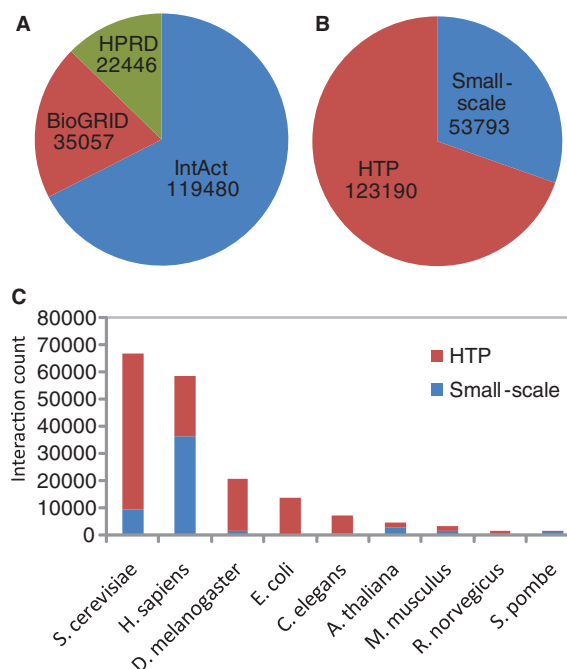 A
HPRD
22446
BioGRID
35057
IntAct
119480
B
Small-
scale
53793
HTP
123190
C
Interaction count
80000
70000
60000
50000
40000
30000
20000
10000
0
HTP
Small-scale
S. cerevisiae
H. sapiens
D. melanogaster
E. coli
C. elegans
A. thaliana
M. musculus
R. norvegicus
S. pombe